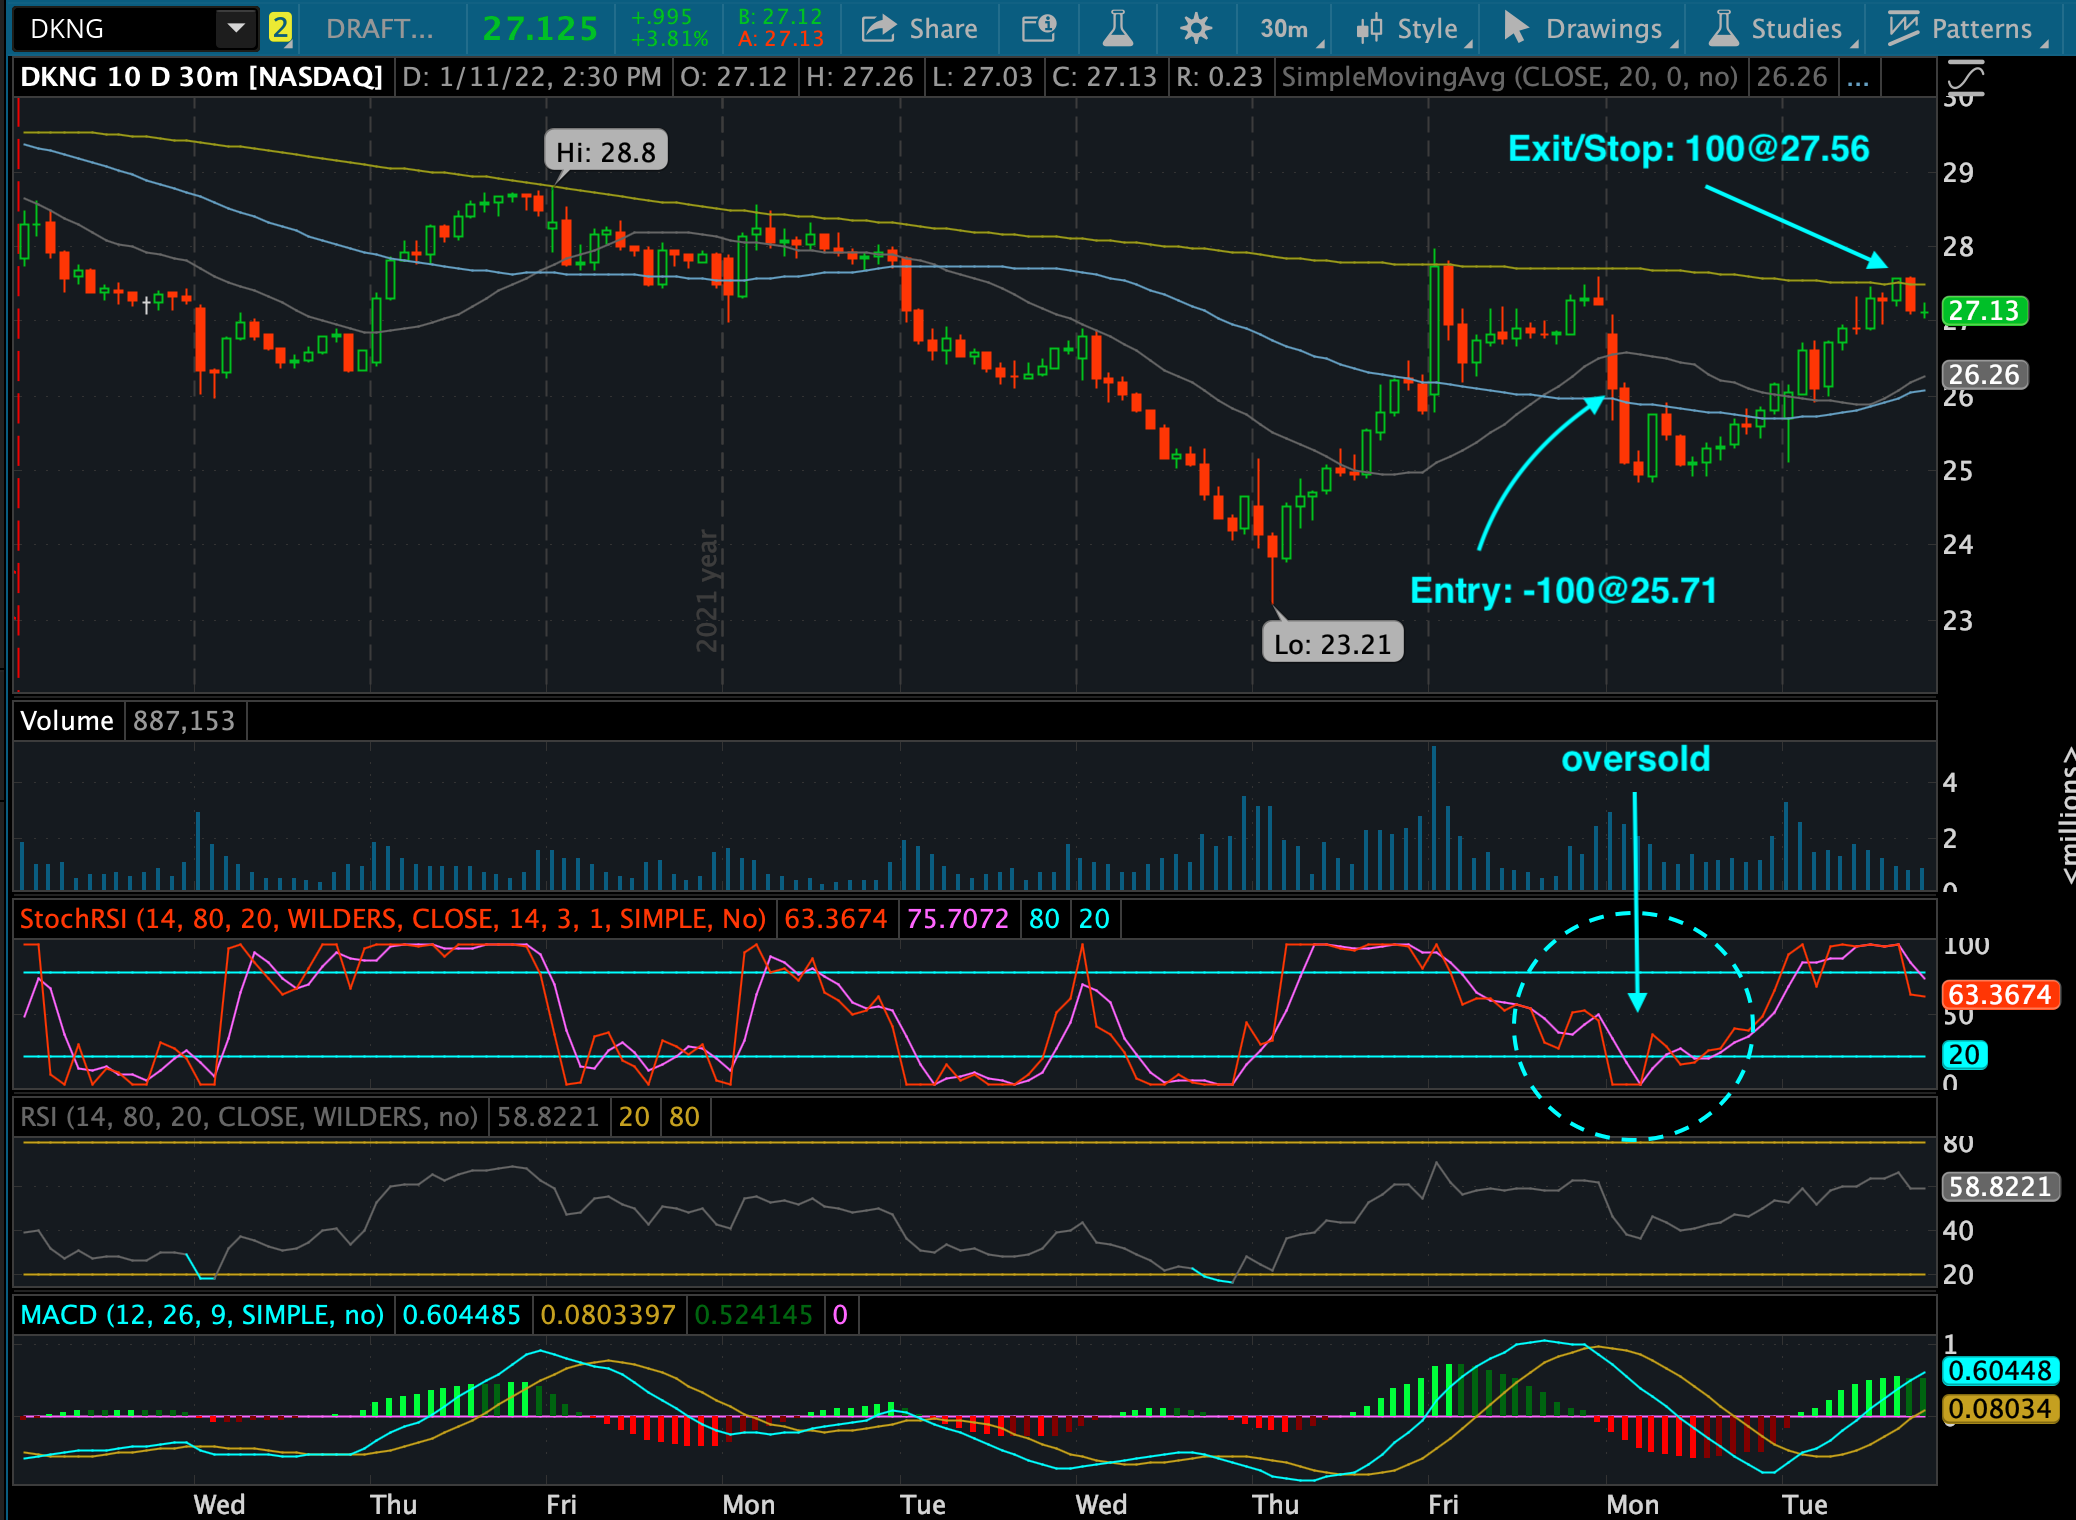 DKNG 2 DRAFT... 27.125 +.995 B: 27.12 Share 30m Style Drawings Studies Patterns
+3.81% A: 27.13
DKNG 10 D 30m [NASDAQ] D: 1/11/22, 2:30 PM O: 27.12 H: 27.26 L: 27.03 C: 27.13 R: 0.23 SimpleMovingAvg (CLOSE, 20, 0, no) 26.26 ...
30
Exit/Stop: 100@27.56
Hi: 28.8
29
28
27.13
27
26.26
26
25
24
2021 year
Entry: -100@25.71
23
Lo: 23.21
Volume 887,153
oversold
4
2
0
<millions>
StochRSI (14, 80, 20, WILDERS, CLOSE, 14, 3, 1, SIMPLE, No) 63.3674 75.7072 80 20
100
63.3674
50
20
0
RSI (14, 80, 20, CLOSE, WILDERS, no) 58.8221 20 80
80
58.8221
40
20
MACD (12, 26, 9, SIMPLE, no) 0.604485 0.0803397 0.524145 0
1
0.60448
0.08034
Wed Thu Fri Mon Tue Wed Thu Fri Mon Tue